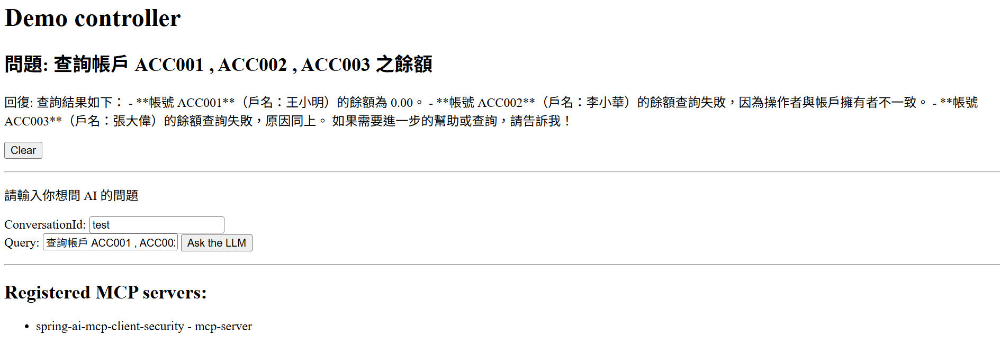 Demo controller
問題: 查詢帳戶 ACC001 , ACC002 , ACC003 之餘額
回復: 查詢結果如下： - **帳號 ACC001**（戶名：王小明）的餘額為 0.00。 - **帳號 ACC002**（戶名：李小華）的餘額查詢失敗，因為操作者與帳戶擁有者不一致。 - **帳號
ACC003**（戶名：張大偉）的餘額查詢失敗，原因同上。 如果需要進一步的幫助或查詢，請告訴我！
Clear
請輸入你想問 AI 的問題
ConversationId: test
Query: 查詢帳戶 ACC001 , ACC00 Ask the LLM
Registered MCP servers:
• spring-ai-mcp-client-security - mcp-server